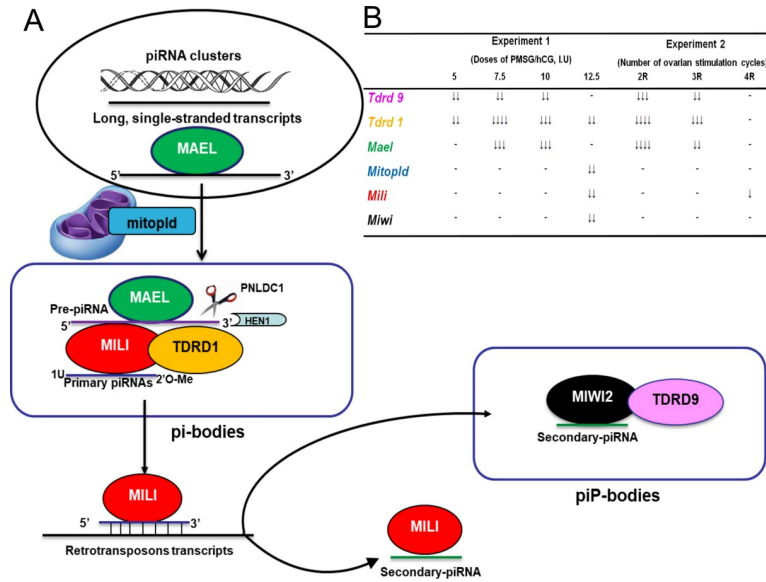 A
piRNA clusters
Long, single-stranded transcripts
MAEL
5’ 3’
mitopld
MAEL
PNLDC1
Pre-piRNA
5’ 3’
HEN1
MILI TDRD1
1U
Primary piRNAs 2’O-Me
pi-bodies
MILI
5’ 3’
Retrotransposons transcripts
MILI
Secondary-piRNA
MIWI2 TDRD9
Secondary-piRNA
piP-bodies
B
Experiment 1 Experiment 2
(Doses of PMSG/hCG, I.U) (Number of ovarian stimulation cycles)
5 7.5 10 12.5 2R 3R 4R
Tdrd 9 ↓↓ ↓↓ ↓↓ - ↓↓↓ ↓↓ -
Tdrd 1 ↓↓ ↓↓↓↓ ↓↓↓ ↓↓ ↓↓↓↓ ↓↓↓ -
Mael - ↓↓↓ ↓↓↓ - ↓↓↓↓ ↓↓ -
Mitopld - - - ↓↓ - - -
Mili - - - ↓↓ - - ↓
Miwi - - - ↓↓ - - -